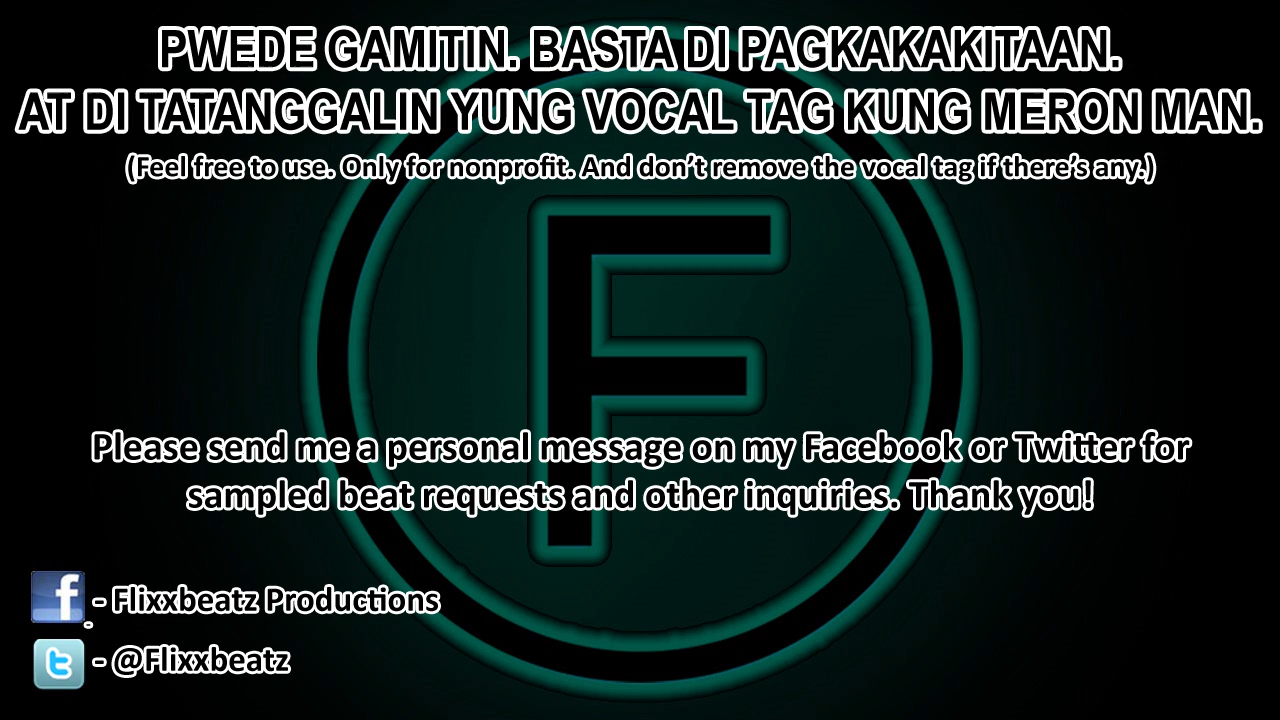 PWEDE GAMITIN. BASTA DI PAGKAKAKITAAN.
AT DI TATANGGALIN YUNG VOCAL TAG KUNG MERON MAN.
(Feel free to use. Only for nonprofit. And don't remove the vocal tag if there's any.)
F
Please send me a personal message on my Facebook or Twitter for
sampled beat requests and other inquiries. Thank you!
f - Flixxbeatz Productions
-
t - @Flixxbeatz